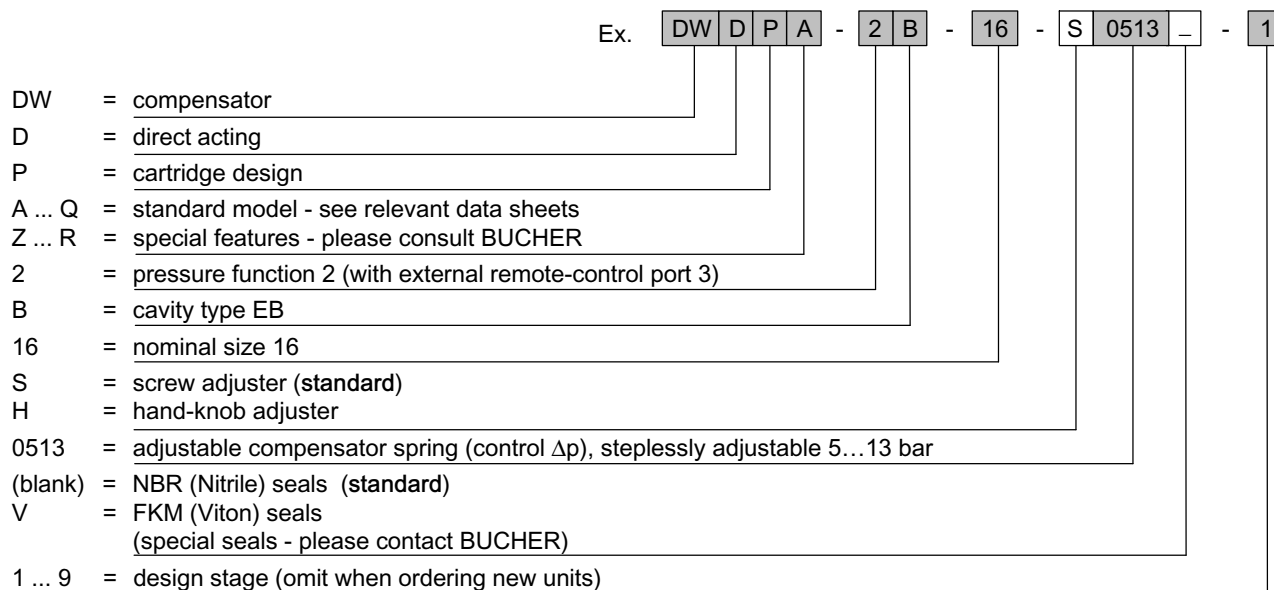 Ex. DW D P A - 2 B - 16 - S 0513 _ - 1
DW = compensator
D = direct acting
P = cartridge design
A ... Q = standard model - see relevant data sheets
Z ... R = special features - please consult BUCHER
2 = pressure function 2 (with external remote-control port 3)
B = cavity type EB
16 = nominal size 16
S = screw adjuster (standard)
H = hand-knob adjuster
0513 = adjustable compensator spring (control Δp), steplessly adjustable 5…13 bar
(blank) = NBR (Nitrile) seals (standard)
V = FKM (Viton) seals
(special seals - please contact BUCHER)
1 ... 9 = design stage (omit when ordering new units)